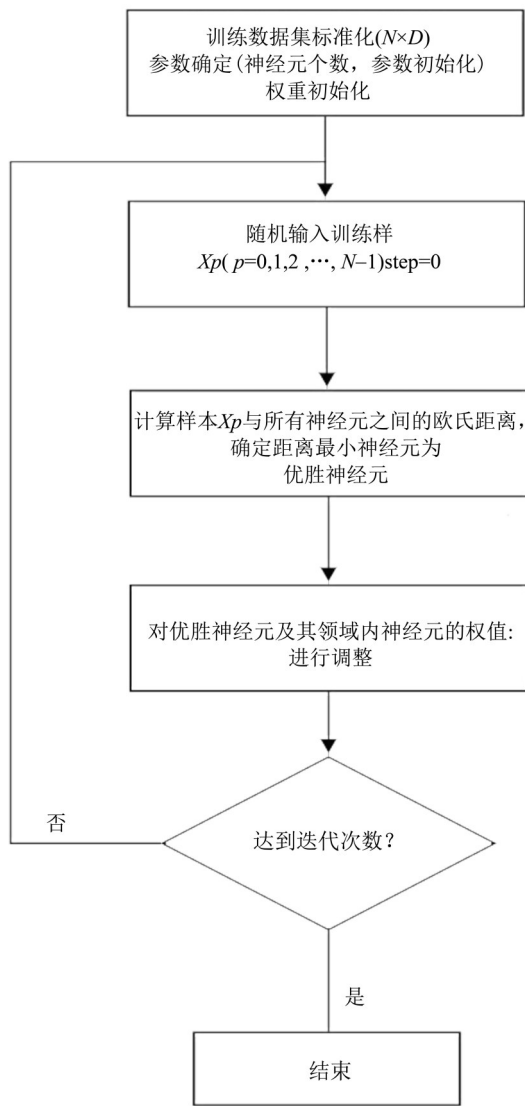 训练数据集标准化(N×D)
参数确定(神经元个数，参数初始化)
权重初始化
随机输入训练样
Xp( p=0,1,2 ,⋯, N–1)step=0
计算样本Xp与所有神经元之间的欧氏距离，
确定距离最小神经元为
优胜神经元
对优胜神经元及其领域内神经元的权值:
进行调整
达到迭代次数？
否
是
结束